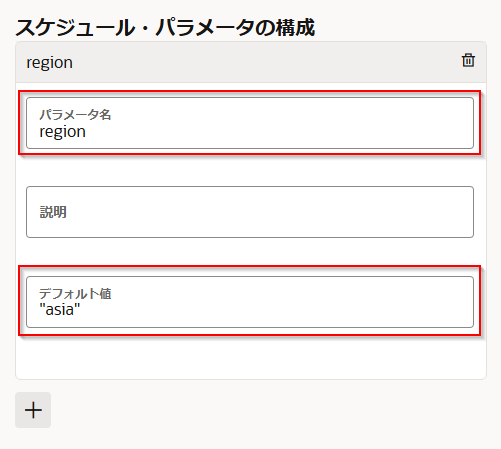 スケジュール・パラメータの構成
region
パラメータ名
region
説明
デフォルト値
"asia"